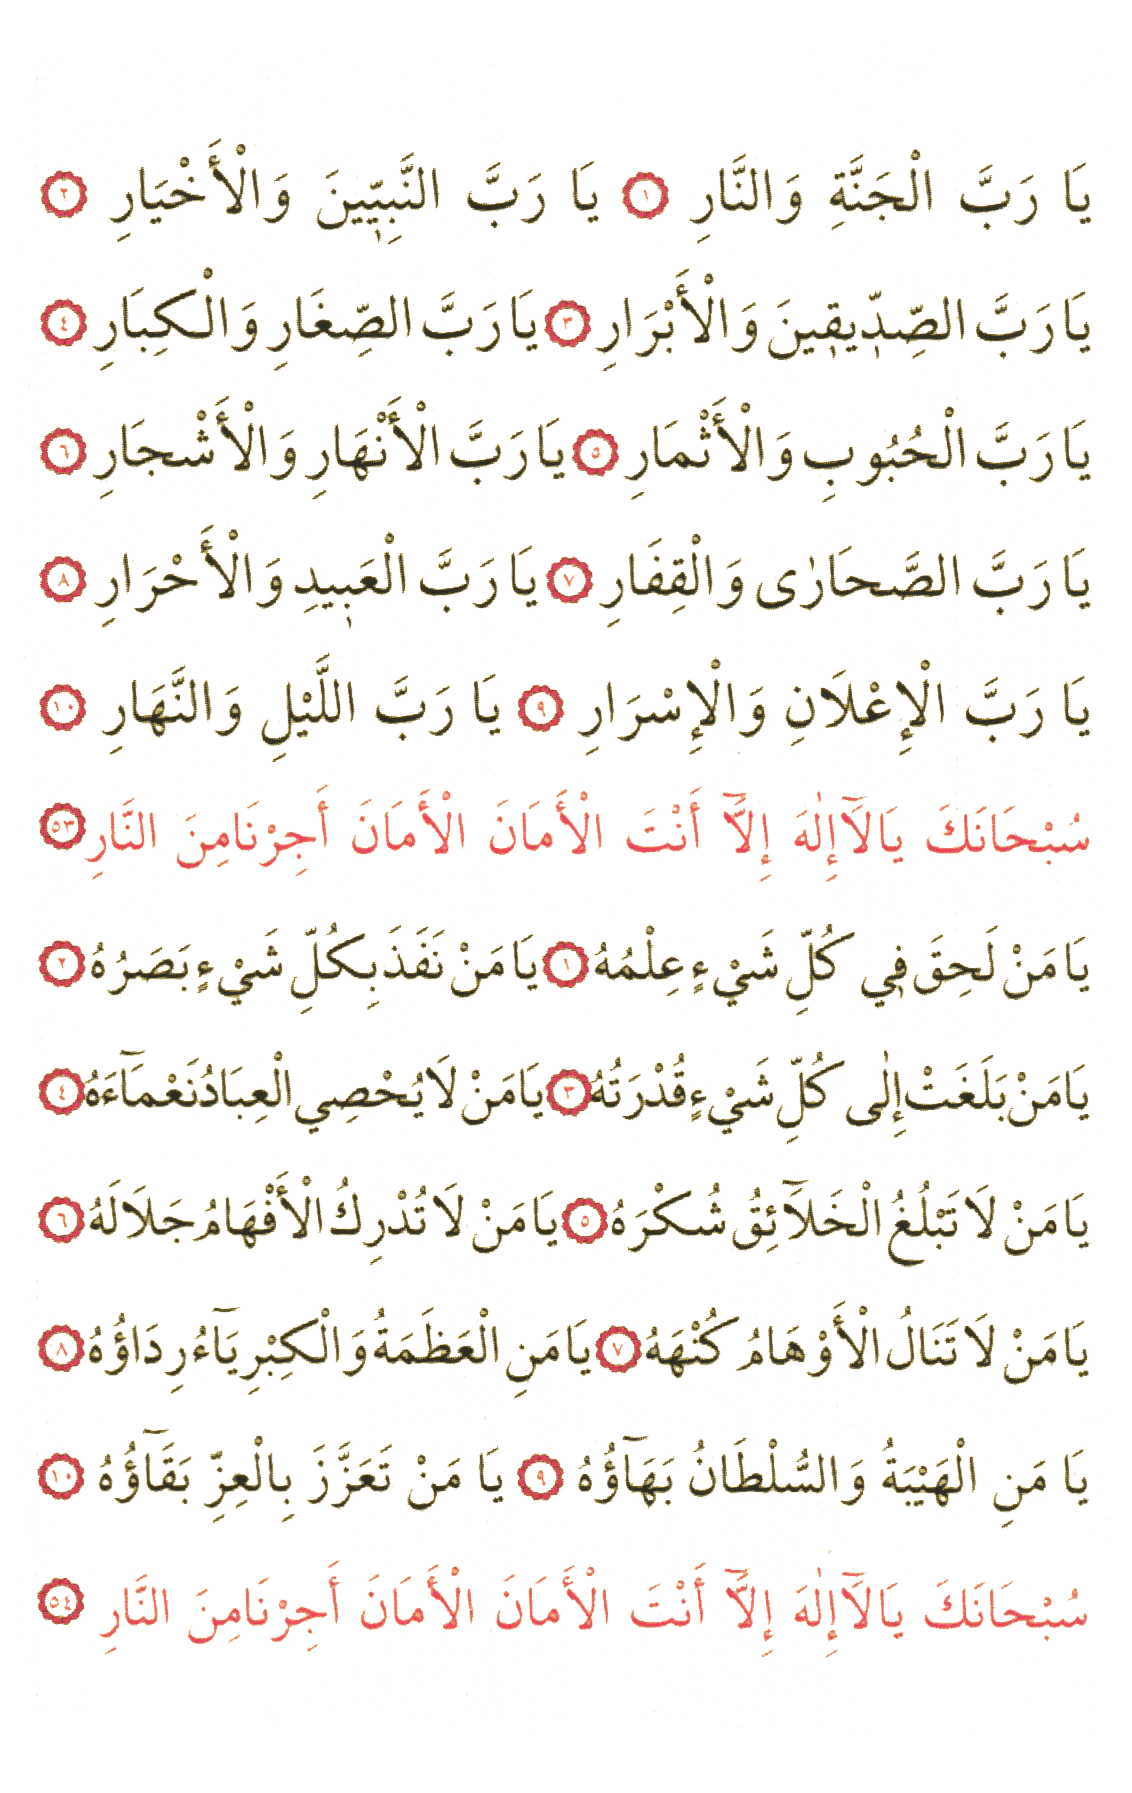 يَا رَبَّ الْجَنَّةِ وَالنَّارِ ١ يَا رَبَّ النَّبِيّ۪ينَ وَالْأَخْيَارِ ٢
يَا رَبَّ الصِّدّ۪يق۪ينَ وَالْأَبْرَارِ ٣ يَا رَبَّ الصِّغَارِ وَالْكِبَارِ ٤
يَا رَبَّ الْحُبُوبِ وَالْأَثْمَارِ ٥ يَا رَبَّ الْأَنْهَارِ وَالْأَشْجَارِ ٦
يَا رَبَّ الصَّحَارٰى وَالْقِفَارِ ٧ يَا رَبَّ الْعَب۪يدِ وَالْأَحْرَارِ ٨
يَا رَبَّ الْإِعْلَانِ وَالْإِسْرَارِ ٩ يَا رَبَّ اللَّيْلِ وَالنَّهَارِ ١٠
سُبْحَانَكَ يَا لَٓا إِلٰهَ إِلَّٓا أَنْتَ الْأَمَانَ الْأَمَانَ أَجِرْنَا مِنَ النَّارِ ٥٣
يَا مَنْ لَحِقَ ف۪ي كُلِّ شَيْءٍ عِلْمُهُ ١ يَا مَنْ نَفَذَ بِكُلِّ شَيْءٍ بَصَرُهُ ٢
يَا مَنْ بَلَغَتْ إِلٰى كُلِّ شَيْءٍ قُدْرَتُهُ ٣ يَا مَنْ لَا يُحْصِي الْعِبَادُ نَعْمَٓاءَهُ ٤
يَا مَنْ لَا تَبْلُغُ الْخَلَٓائِقُ شُكْرَهُ ٥ يَا مَنْ لَا تُدْرِكُ الْأَفْهَامُ جَلَالَهُ ٦
يَا مَنْ لَا تَنَالُ الْأَوْهَامُ كُنْهَهُ ٧ يَا مَنِ الْعَظَمَةُ وَالْكِبْرِيَٓاءُ رِدَاؤُهُ ٨
يَا مَنِ الْهَيْبَةُ وَالسُّلْطَانُ بَهَٓاؤُهُ ٩ يَا مَنْ تَعَزَّزَ بِالْعِزِّ بَقَٓاؤُهُ ١٠
سُبْحَانَكَ يَا لَٓا إِلٰهَ إِلَّٓا أَنْتَ الْأَمَانَ الْأَمَانَ أَجِرْنَا مِنَ النَّارِ ٥٤